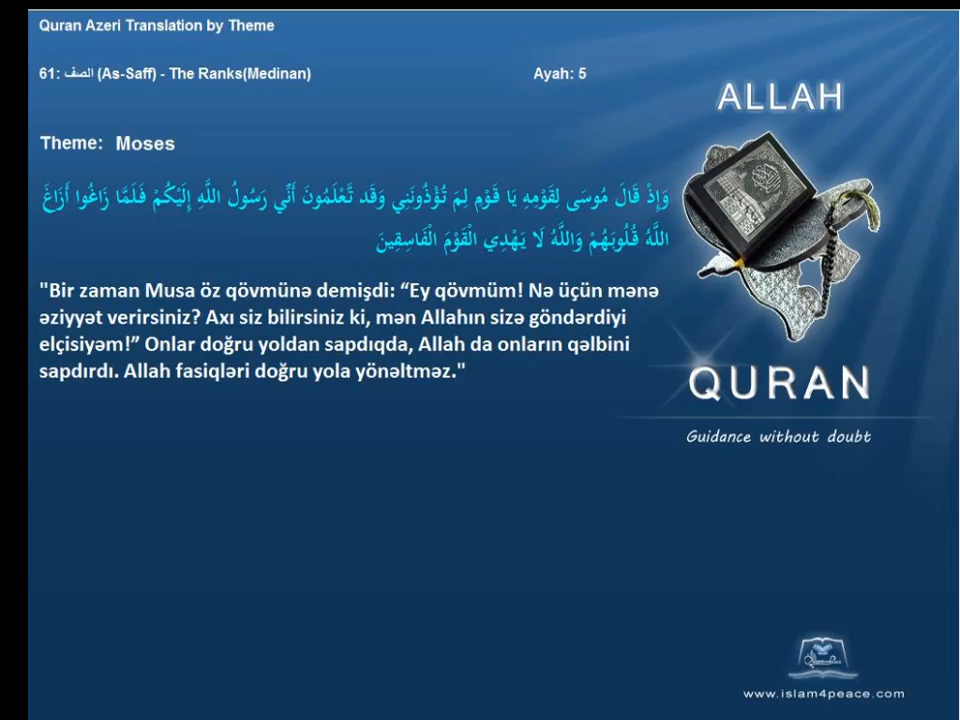 Quran Azeri Translation by Theme
61: الصف (As-Saff) - The Ranks(Medinan)
Ayah: 5
Theme: Moses
وَإِذْ قَالَ مُوسَى لِقَوْمِهِ يَا قَوْمِ لِمَ تُؤْذُونَنِي وَقَد تَّعْلَمُونَ أَنِّي رَسُولُ اللَّهِ إِلَيْكُمْ فَلَمَّا زَاغُوا أَزَاغَ
اللَّهُ قُلُوبَهُمْ وَاللَّهُ لَا يَهْدِي الْقَوْمَ الْفَاسِقِينَ
"Bir zaman Musa öz qövmünə demişdi: “Ey qövmüm! Nə üçün mənə
əziyyət verirsiniz? Axı siz bilirsiniz ki, mən Allahın sizə göndərdiyi
elçisiyəm!” Onlar doğru yoldan sapdıqda, Allah da onların qəlbini
sapdırdı. Allah fasiqləri doğru yola yönəltməz."
ALLAH
QURAN
Guidance without doubt
www.islam4peace.com